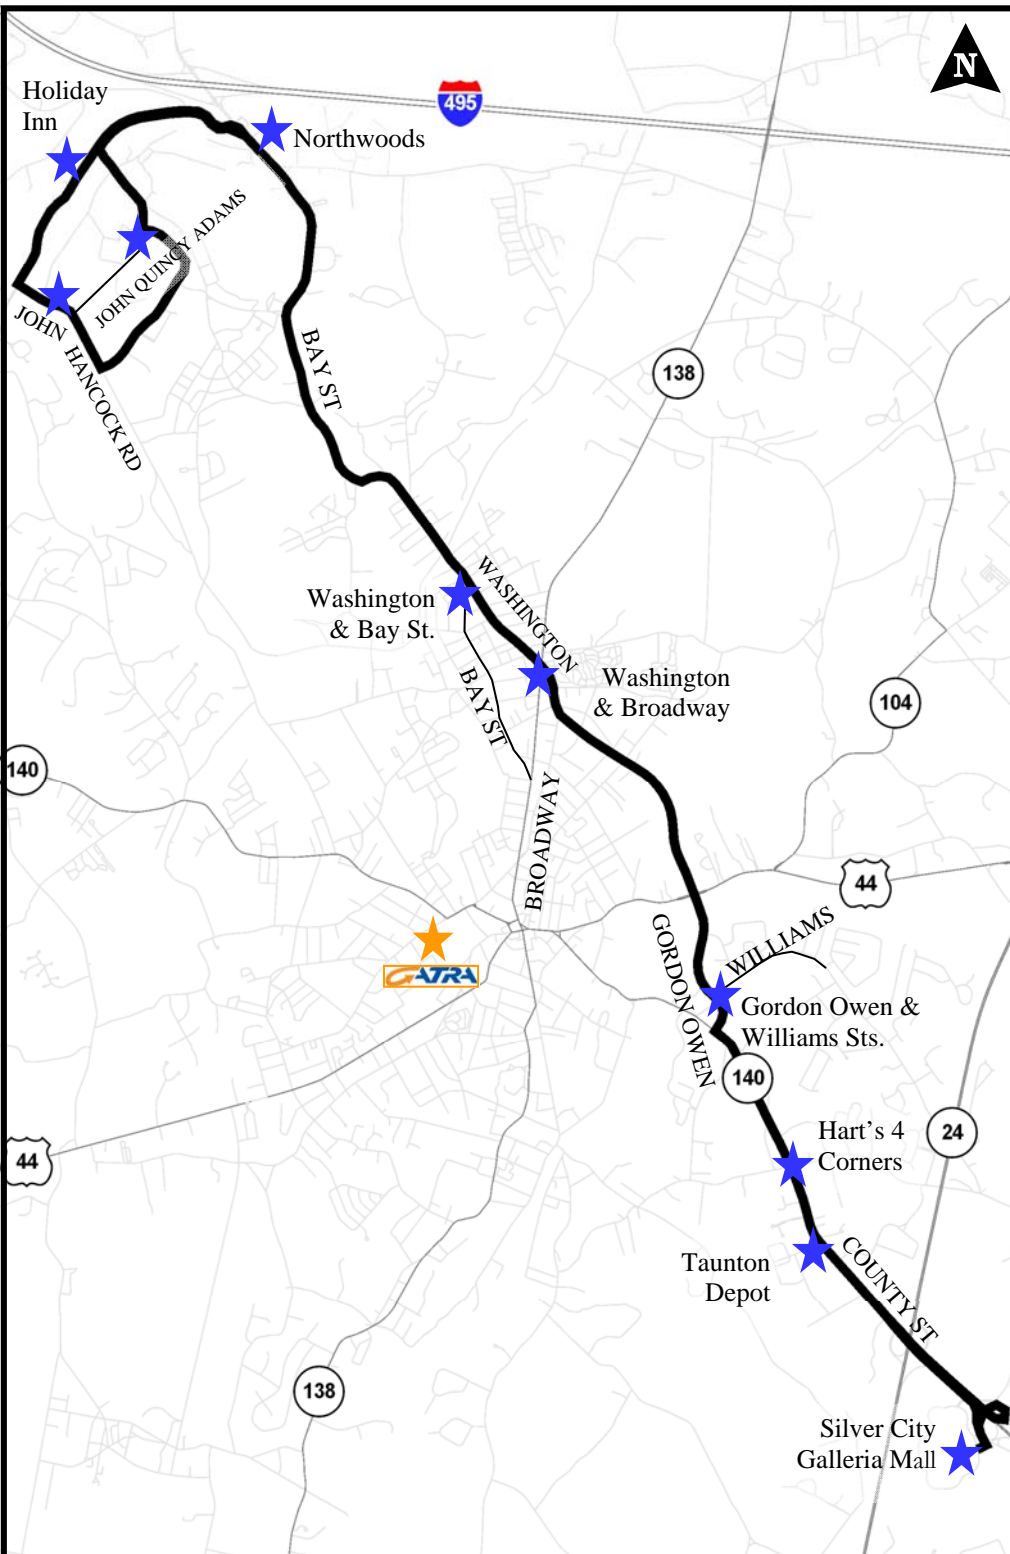 N
Holiday
Inn
495
Northwoods
JOHN QUINCY ADAMS
JOHN HANCOCK RD
BAY ST
138
WASHINGTON
Washington
& Bay St.
Washington
& Broadway
BAY ST
104
140
BROADWAY
44
WILLIAMS
GORDON OWEN
GATRA
Gordon Owen &
Williams Sts.
140
Hart's 4
Corners
24
44
Taunton
Depot
COUNTY ST
138
Silver City
Galleria Mall